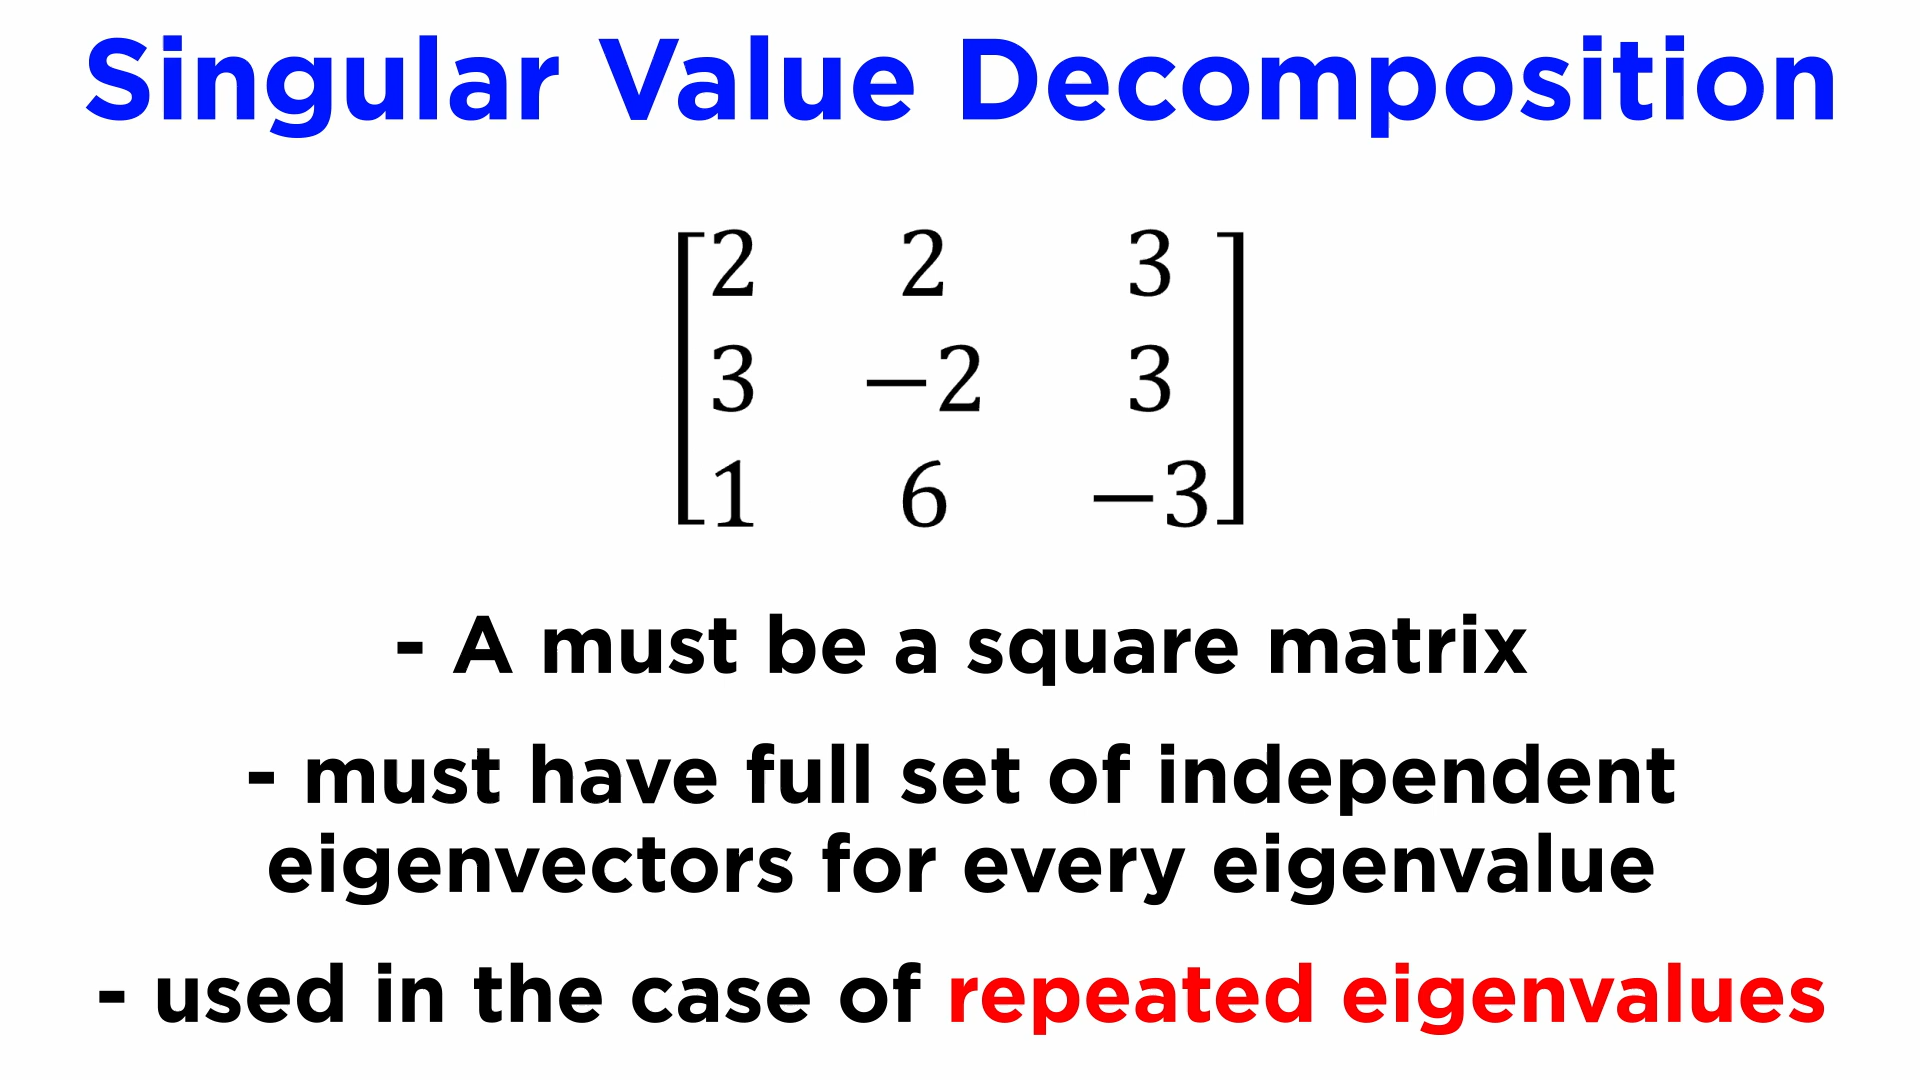 Singular Value Decomposition
2 2 3
3 −2 3
1 6 −3
- A must be a square matrix
- must have full set of independent
eigenvectors for every eigenvalue
- used in the case of repeated eigenvalues